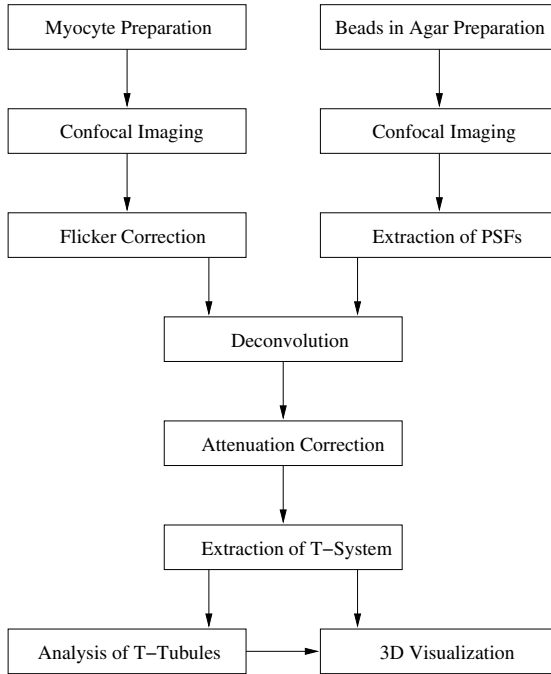 Myocyte Preparation
Beads in Agar Preparation
Confocal Imaging
Confocal Imaging
Flicker Correction
Extraction of PSFs
Deconvolution
Attenuation Correction
Extraction of T−System
Analysis of T−Tubules
3D Visualization